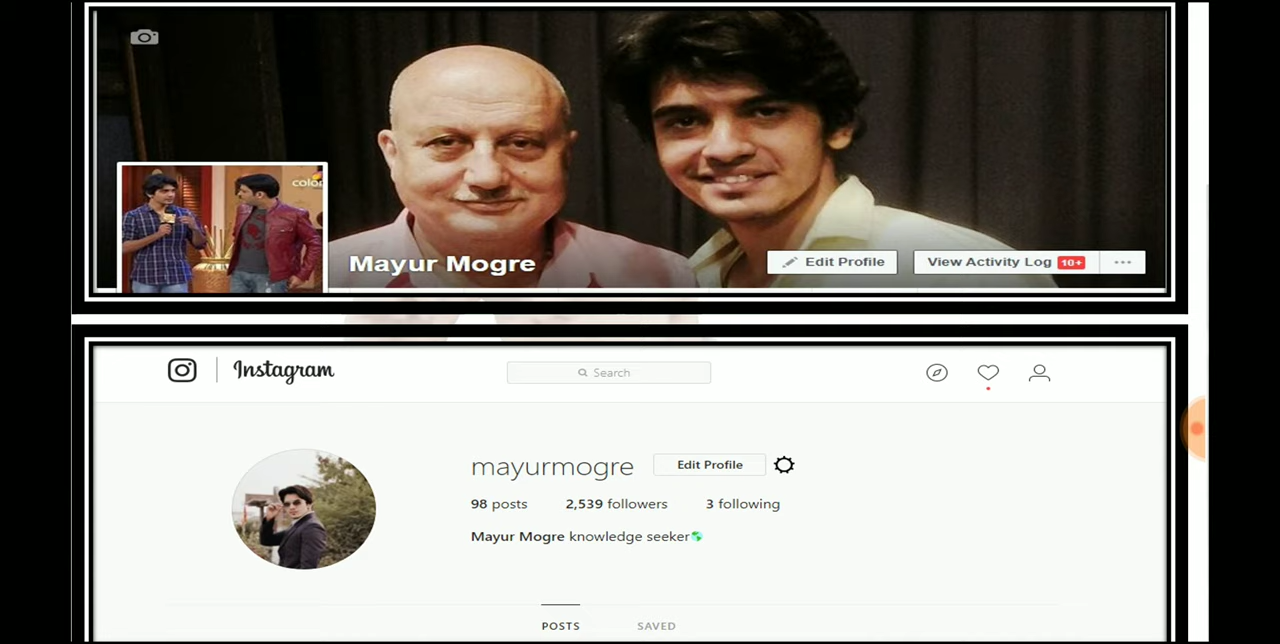 color
Mayur Mogre
Edit Profile
View Activity Log 10+
Instagram
Search
mayurmogre
Edit Profile
98 posts 2,539 followers 3 following
Mayur Mogre knowledge seeker
POSTS SAVED